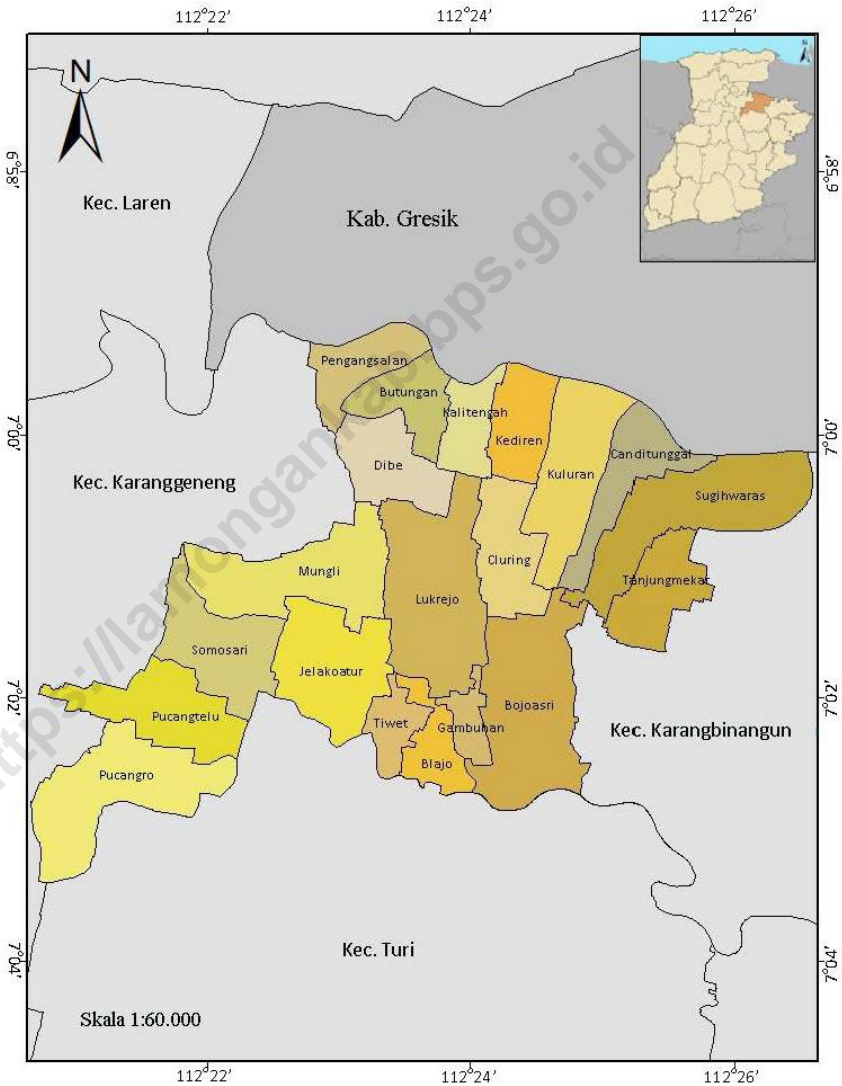 112°22'
112°24'
112°26'
N
6°58'
6°58'
Kec. Laren
Kab. Gresik
Pengangsalan
Butungan
Kalitengah
Kediren
7°00'
7°00'
Canditunggal
Dibe
Kuluran
Kec. Karanggeneng
Sugihwaras
Cluring
Mungli
Tanjungmekar
Lukrejo
Somosari
Jelakoatur
7°02'
7°02'
Bojoasri
Pucangtelu
Tiwet
Gambuhan
Kec. Karangbinangun
Blajo
Pucangro
Kec. Turi
7°04'
7°04'
Skala 1:60.000
112°22'
112°24'
112°26'
https://lamongankab.bps.go.id